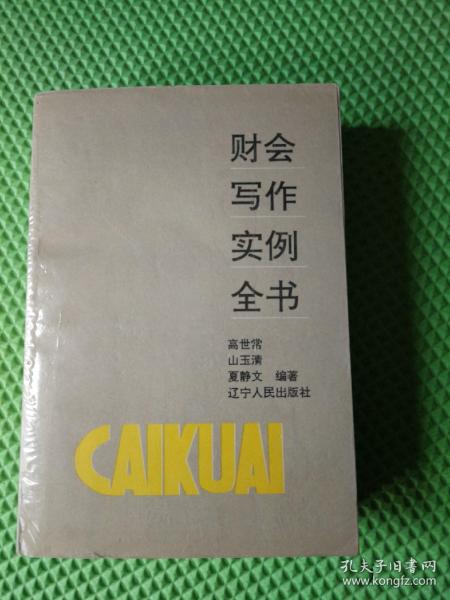 财会
写作
实例
全书
高世常
山玉清
夏静文 编著
辽宁人民出版社
CAIKUAI
孔夫子旧书网
www.kongfz.com